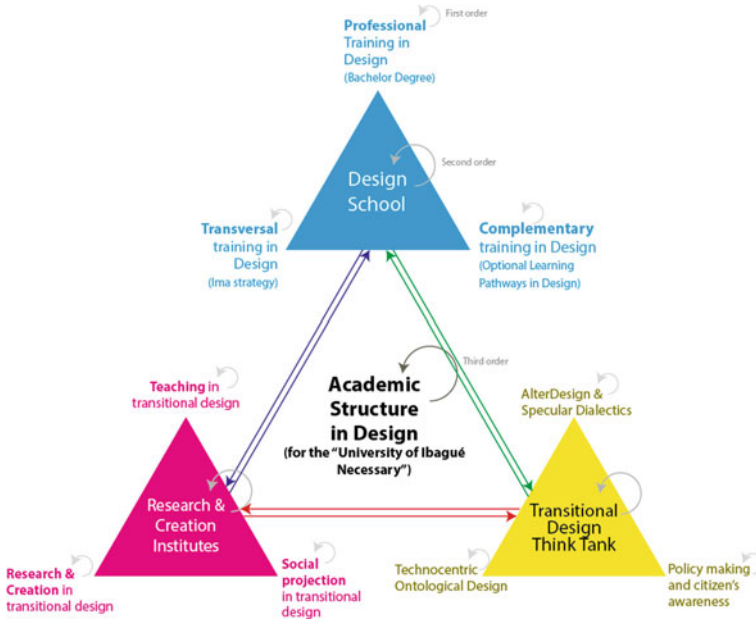 First order
Professional
Training in
Design
(Bachelor Degree)
Second order
Design
School
Transversal
training in
Design
(Ima strategy)
Complementary
training in Design
(Optional Learning
Pathways in Design)
Third order
Academic
Structure
in Design
(for the “University of Ibagué
Necessary”)
Teaching in
transitional design
Research &
Creation
Institutes
Research &
Creation in
transitional design
Social
projection
in transitional
design
AlterDesign &
Specular Dialectics
Transitional
Design
Think Tank
Technocentric
Ontological Design
Policy making
and citizen's
awareness